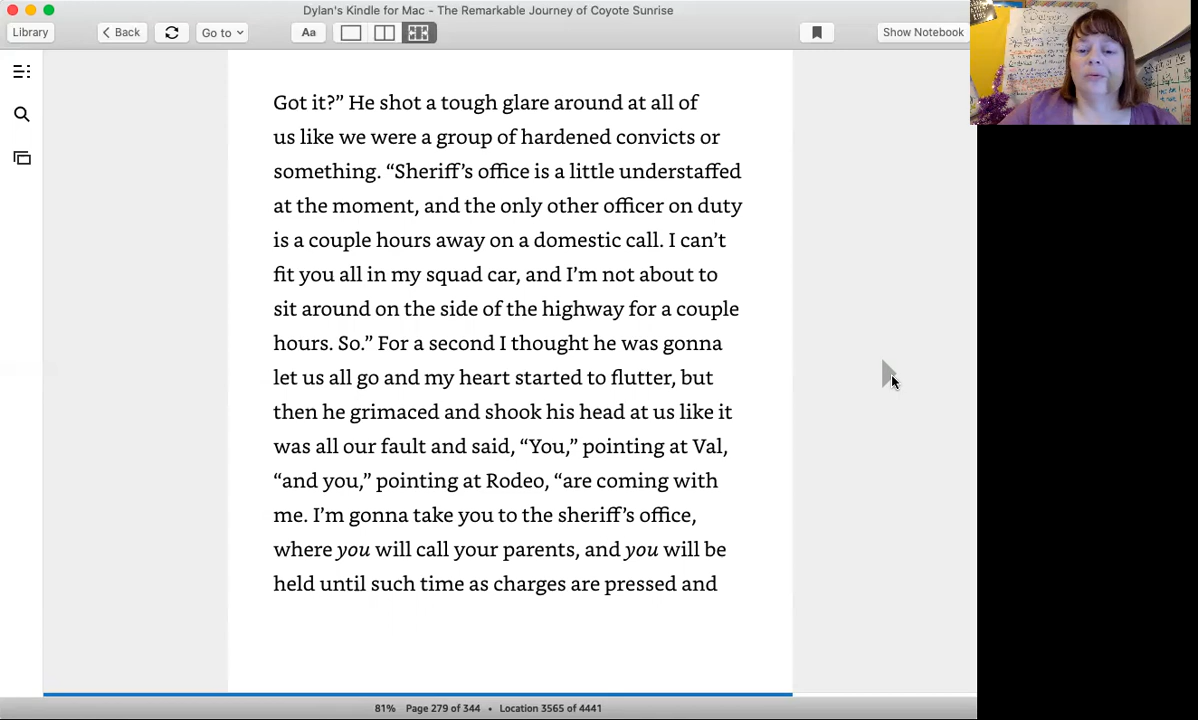 Dylan's Kindle for Mac - The Remarkable Journey of Coyote Sunrise
Library
Back
Go to
Aa
Show Notebook
Got it?” He shot a tough glare around at all of
us like we were a group of hardened convicts or
something. “Sheriff’s office is a little understaffed
at the moment, and the only other officer on duty
is a couple hours away on a domestic call. I can’t
fit you all in my squad car, and I’m not about to
sit around on the side of the highway for a couple
hours. So.” For a second I thought he was gonna
let us all go and my heart started to flutter, but
then he grimaced and shook his head at us like it
was all our fault and said, “You,” pointing at Val,
“and you,” pointing at Rodeo, “are coming with
me. I’m gonna take you to the sheriff’s office,
where you will call your parents, and you will be
held until such time as charges are pressed and
81% Page 279 of 344 • Location 3565 of 4441